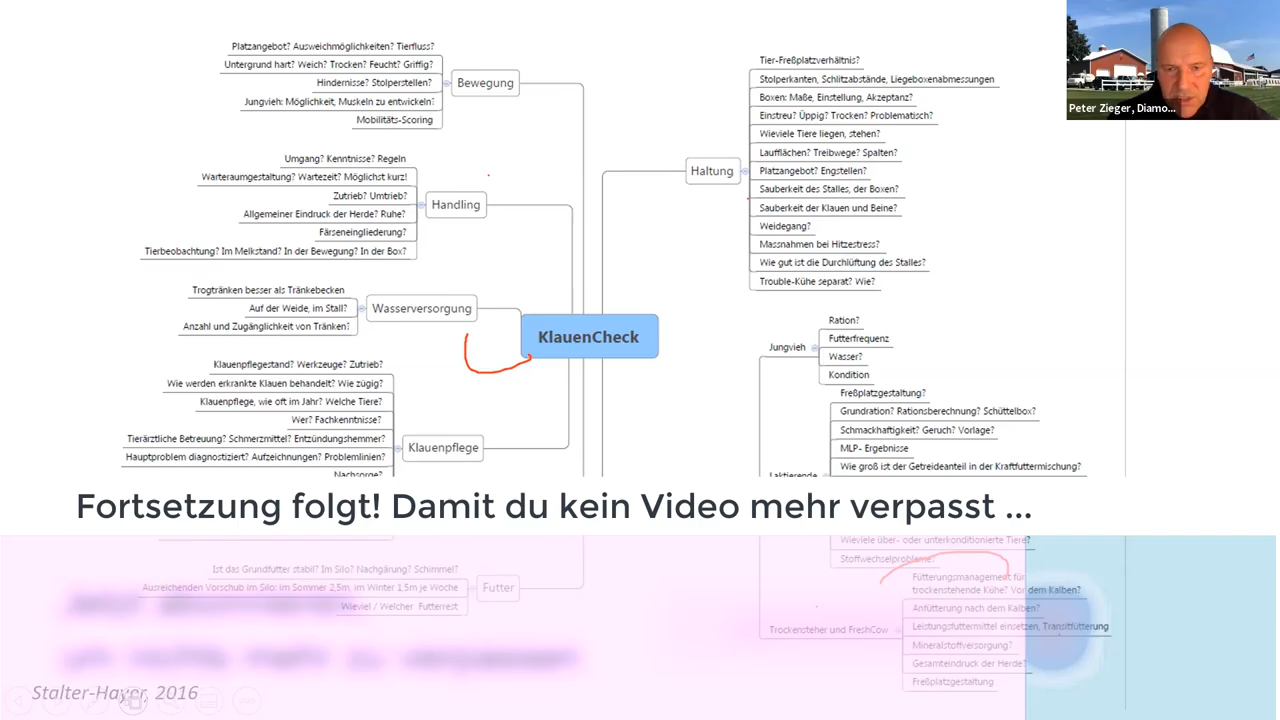 Platzangebot? Ausweichmöglichkeiten? Tierfluss?
Untergrund hart? Weich? Trocken? Feucht? Griffig?
Hindernisse? Stolperstellen?
Jungvieh: Möglichkeit, Muskeln zu entwickeln?
Mobilitäts-Scoring
Bewegung
Umgang? Kenntnisse? Regeln
Warteraumgestaltung? Wartezeit? Möglichst kurz!
Zutrieb? Umtrieb?
Allgemeiner Eindruck der Herde? Ruhe?
Färseneingliederung?
Tierbeobachtung? Im Melkstand? In der Bewegung? In der Box?
Handling
Trogtränken besser als Tränkebecken
Auf der Weide, im Stall?
Anzahl und Zugänglichkeit von Tränken?
Wasserversorgung
KlauenCheck
Klauenpflegestand? Werkzeuge? Zutrieb?
Wie werden erkrankte Klauen behandelt? Wie zügig?
Klauenpflege, wie oft im Jahr? Welche Tiere?
Wer? Fachkenntnisse?
Tierärztliche Betreuung? Schmerzmittel? Entzündungshemmer?
Hauptproblem diagnostiziert? Aufzeichnungen? Problemlinien?
Nachsorge?
Klauenpflege
Tier-Freßplatzverhältnis?
Stolperkanten, Schlitzabstände, Liegeboxenabmessungen
Boxen: Maße, Einstellung, Akzeptanz?
Einstreu? Üppig? Trocken? Problematisch?
Wieviele Tiere liegen, stehen?
Laufflächen? Treibwege? Spalten?
Platzangebot? Engstellen?
Sauberkeit des Stalles, der Boxen?
Sauberkeit der Klauen und Beine?
Weidegang?
Massnahmen bei Hitzestress?
Wie gut ist die Durchlüftung des Stalles?
Trouble-Kühe separat? Wie?
Haltung
Peter Zieger, Diamo...
Jungvieh
Ration?
Futterfrequenz
Wasser?
Kondition
Freßplatzgestaltung?
Grundration? Rationsberechnung? Schüttelbox?
Schmackhaftigkeit? Geruch? Vorlage?
MLP- Ergebnisse
Wie groß ist der Getreideanteil in der Kraftfuttermischung?
Laktierende
Fortsetzung folgt! Damit du kein Video mehr verpasst ...
Wieviele über- oder unterkonditionierte Tiere?
Stoffwechselprobleme?
Ist das Grundfutter stabil? Im Silo? Nachgärung? Schimmel?
Ausreichenden Vorschub im Silo: im Sommer 2,5m, im Winter 1,5m je Woche
Wieviel / Welcher Futterrest
Futter
Fütterungsmanagement für
trockenstehende Kühe? Vor dem Kalben?
Anfütterung nach dem Kalben?
Leistungsfuttermittel einsetzen, Transitfütterung
Mineralstoffversorgung?
Gesamteindruck der Herde?
Freßplatzgestaltung
Trockensteher und FreshCow
Stalter-Hayer, 2016